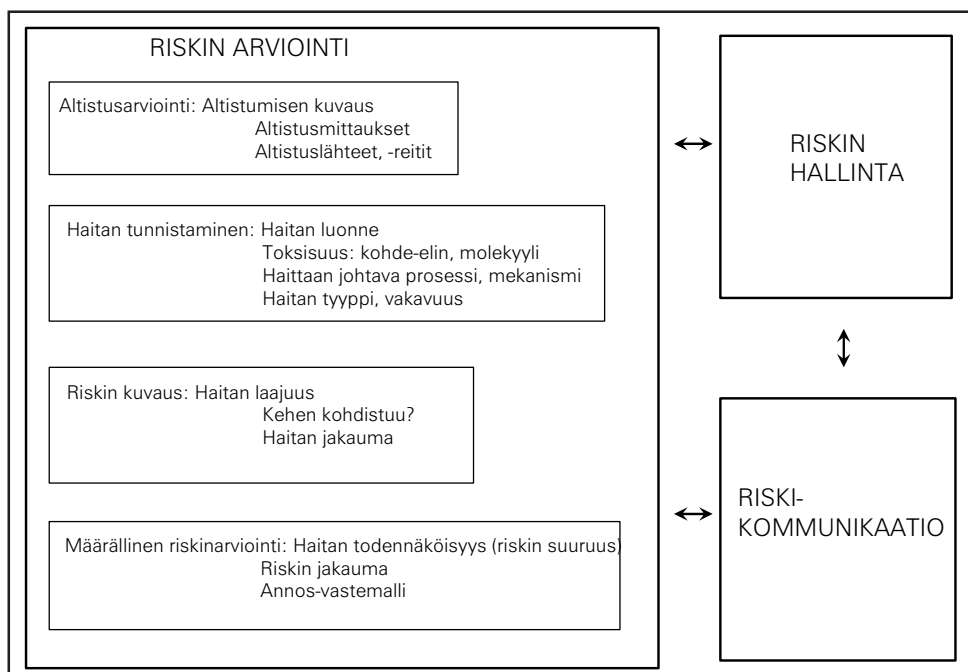 RISKIN ARVIOINTI
Altistusarviointi: Altistumisen kuvaus
Altistusmittaukset
Altistuslähteet, -reitit
Haitan tunnistaminen: Haitan luonne
Toksisuus: kohde-elin, molekyyli
Haittaan johtava prosessi, mekanismi
Haitan tyyppi, vakavuus
Riskin kuvaus: Haitan laajuus
Kehen kohdistuu?
Haitan jakauma
Määrällinen riskinarviointi: Haitan todennäköisyys (riskin suuruus)
Riskin jakauma
Annos-vastemalli
RISKIN
HALLINTA
RISKI-
KOMMUNIKAATIO